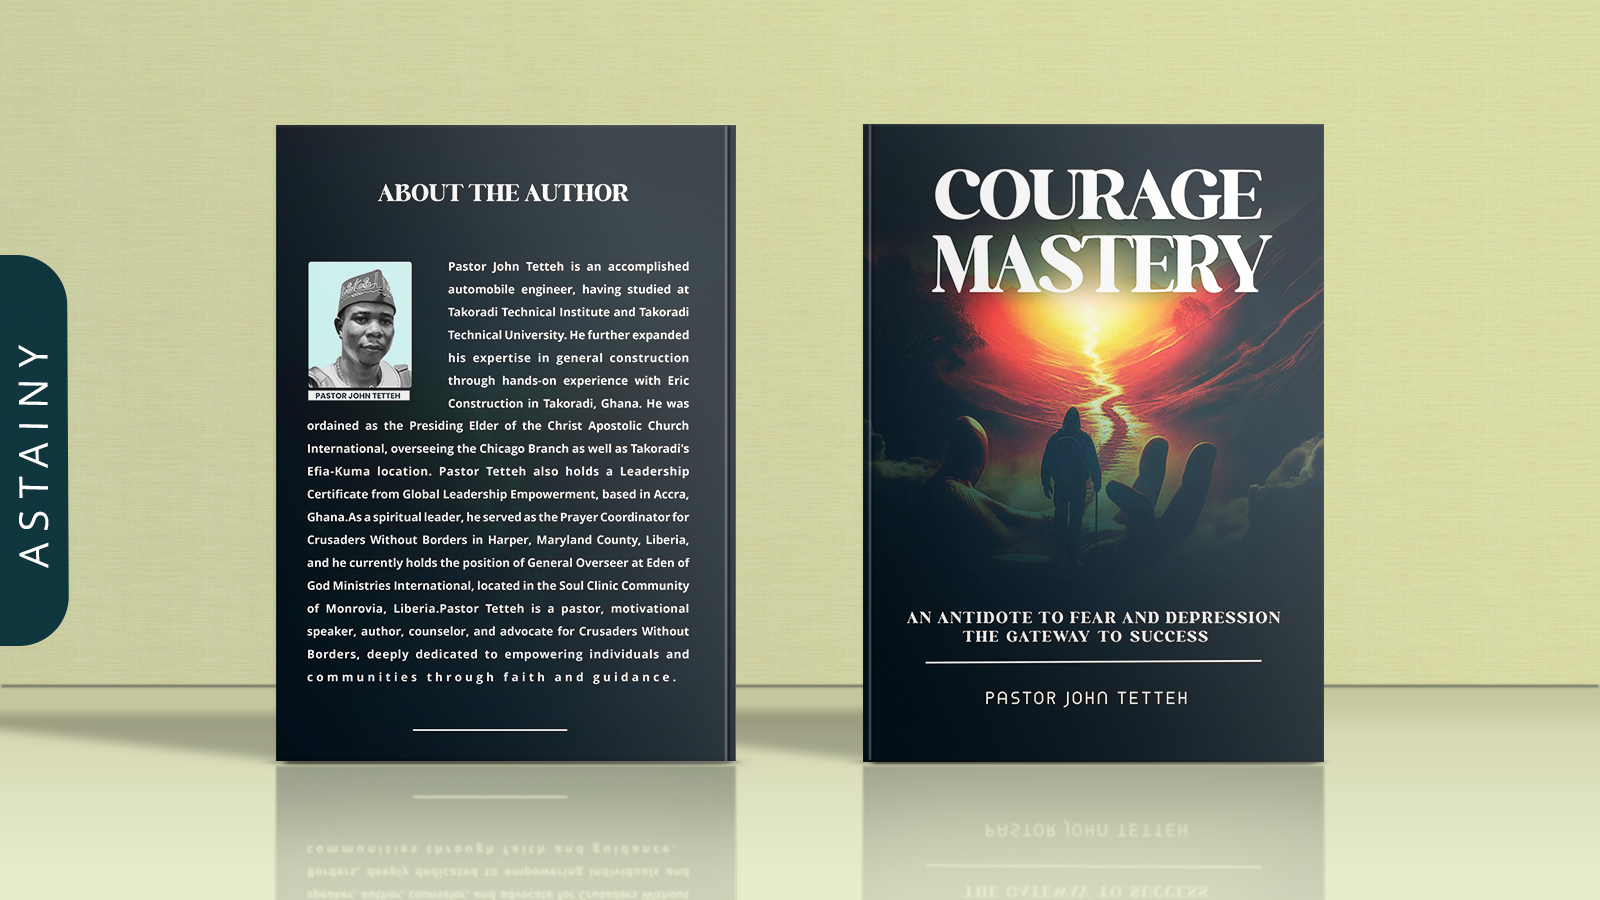 ASTAINY
ABOUT THE AUTHOR
PASTOR JOHN TETTEH
Pastor John Tetteh is an accomplished
automobile engineer, having studied at
Takoradi Technical Institute and Takoradi
Technical University. He further expanded
his expertise in general construction
through hands-on experience with Eric
Construction in Takoradi, Ghana. He was
ordained as the Presiding Elder of the Christ Apostolic Church
International, overseeing the Chicago Branch as well as Takoradi's
Efia-Kuma location. Pastor Tetteh also holds a Leadership
Certificate from Global Leadership Empowerment, based in Accra,
Ghana.As a spiritual leader, he served as the Prayer Coordinator for
Crusaders Without Borders in Harper, Maryland County, Liberia,
and he currently holds the position of General Overseer at Eden of
God Ministries International, located in the Soul Clinic Community
of Monrovia, Liberia.Pastor Tetteh is a pastor, motivational
speaker, author, counselor, and advocate for Crusaders Without
Borders, deeply dedicated to empowering individuals and
communities through faith and guidance.
COURAGE
MASTERY
AN ANTIDOTE TO FEAR AND DEPRESSION
THE GATEWAY TO SUCCESS
PASTOR JOHN TETTEH